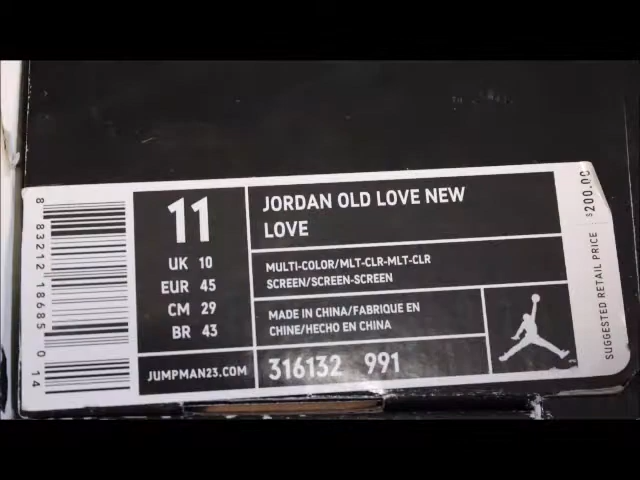 8 83212 18685 0 14
11
UK 10
EUR 45
CM 29
BR 43
JUMPMAN23.COM
JORDAN OLD LOVE NEW
LOVE
MULTI-COLOR/MLT-CLR-MLT-CLR
SCREEN/SCREEN-SCREEN
MADE IN CHINA/FABRIQUE EN
CHINE/HECHO EN CHINA
316132 991
SUGGESTED RETAIL PRICE $200.00